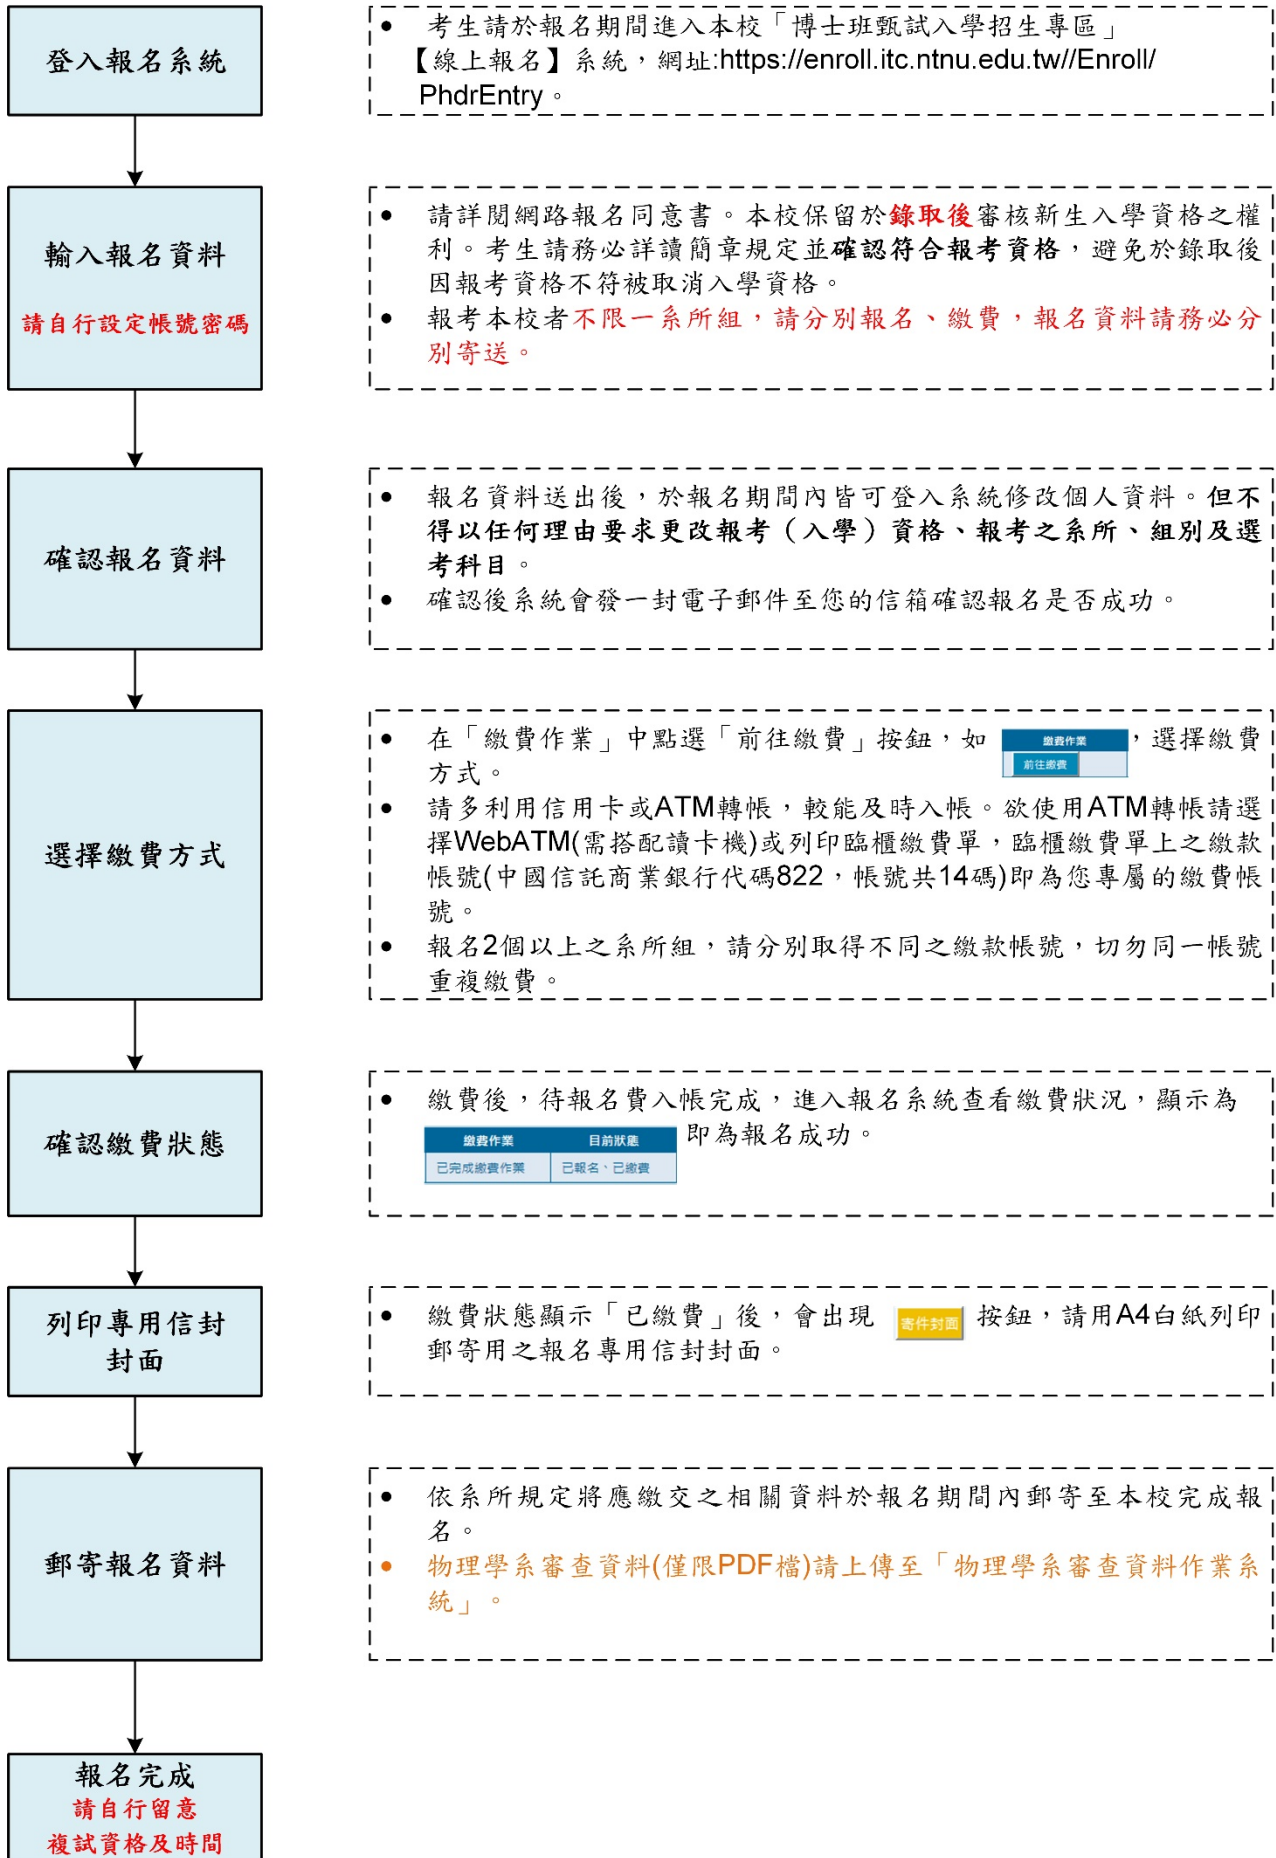 登入報名系統
• 考生請於報名期間進入本校「博士班甄試入學招生專區」
【線上報名】系統，網址:https://enroll.itc.ntnu.edu.tw//Enroll/
PhdrEntry。
輸入報名資料
請自行設定帳號密碼
• 請詳閱網路報名同意書。本校保留於錄取後審核新生入學資格之權
利。考生請務必詳讀簡章規定並確認符合報考資格，避免於錄取後
因報考資格不符被取消入學資格。
• 報考本校者不限一系所組，請分別報名、繳費，報名資料請務必分
別寄送。
確認報名資料
• 報名資料送出後，於報名期間內皆可登入系統修改個人資料。但不
得以任何理由要求更改報考（入學）資格、報考之系所、組別及選
考科目。
• 確認後系統會發一封電子郵件至您的信箱確認報名是否成功。
選擇繳費方式
• 在「繳費作業」中點選「前往繳費」按鈕，如 繳費作業 ，選擇繳費
前往繳費
方式。
• 請多利用信用卡或ATM轉帳，較能及時入帳。欲使用ATM轉帳請選
擇WebATM(需搭配讀卡機)或列印臨櫃繳費單，臨櫃繳費單上之繳款
帳號(中國信託商業銀行代碼822，帳號共14碼)即為您專屬的繳費帳
號。
• 報名2個以上之系所組，請分別取得不同之繳款帳號，切勿同一帳號
重複繳費。
確認繳費狀態
• 繳費後，待報名費入帳完成，進入報名系統查看繳費狀況，顯示為
繳費作業 目前狀態 即為報名成功。
已完成繳費作業 已報名、已繳費
列印專用信封
封面
• 繳費狀態顯示「已繳費」後，會出現 寄件封面 按鈕，請用A4白紙列印
郵寄用之報名專用信封封面。
郵寄報名資料
• 依系所規定將應繳交之相關資料於報名期間內郵寄至本校完成報
名。
• 物理學系審查資料(僅限PDF檔)請上傳至「物理學系審查資料作業系
統」。
報名完成
請自行留意
複試資格及時間